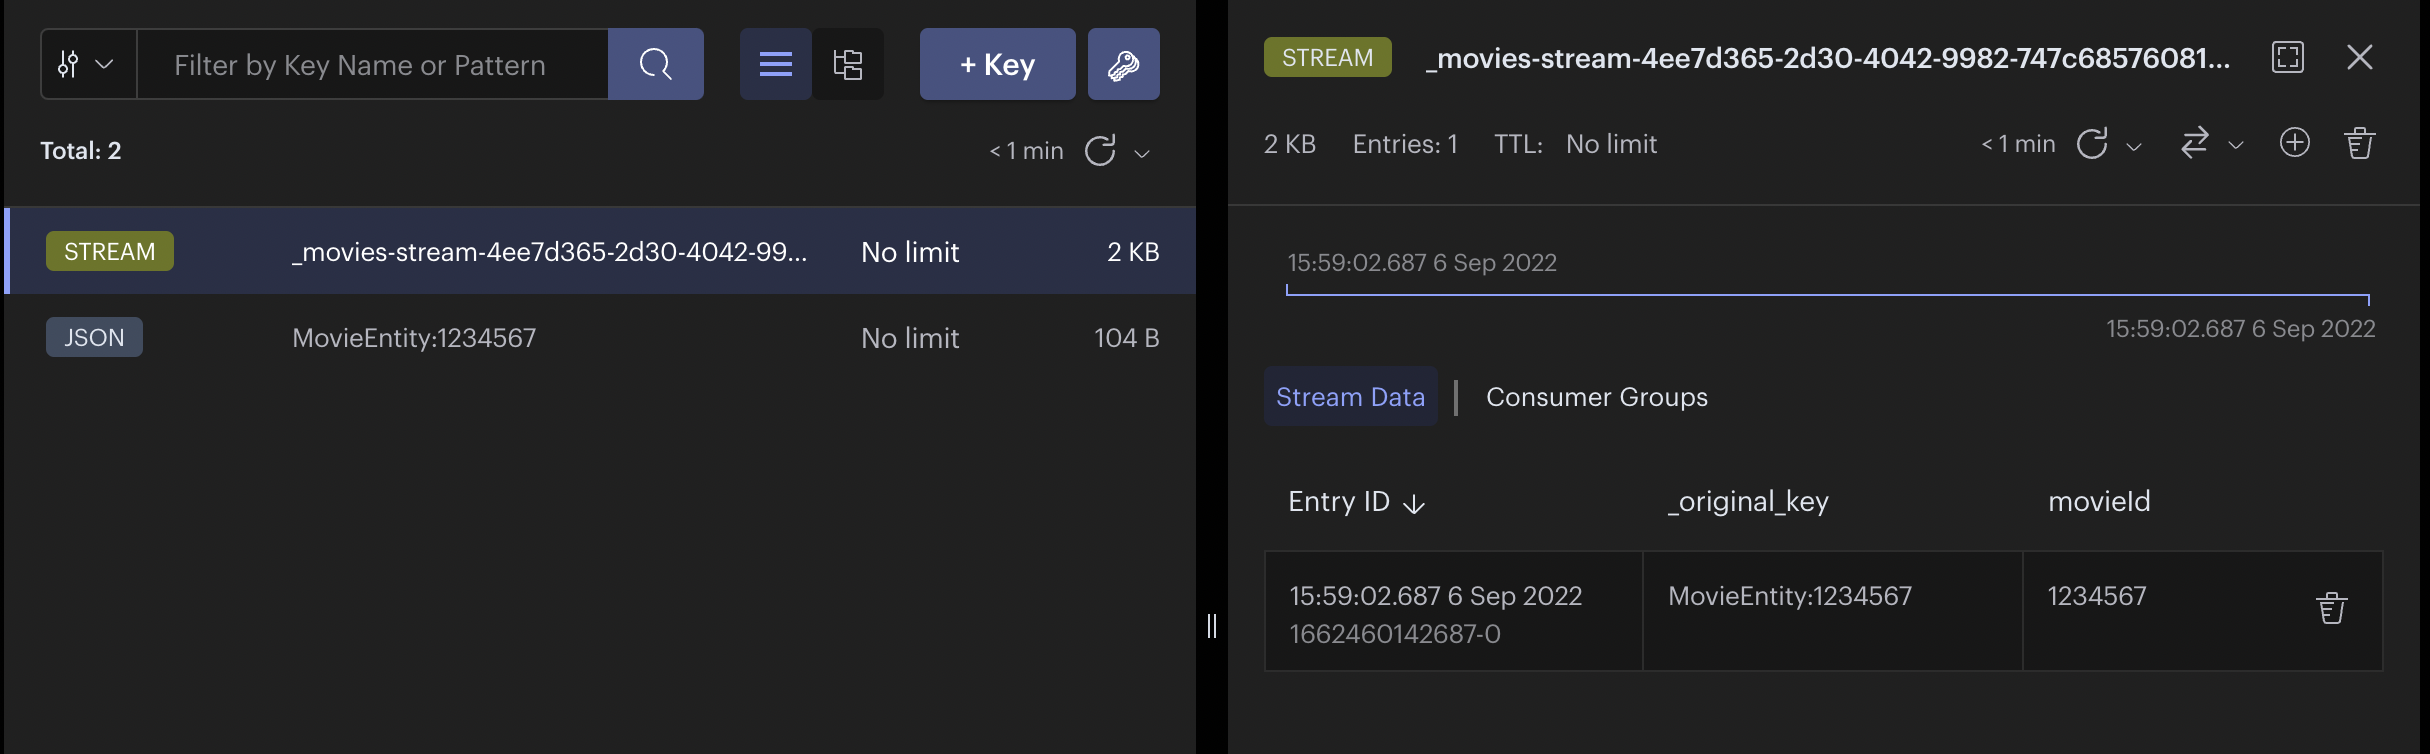 Filter by Key Name or Pattern
+ Key
Total: 2
< 1 min
STREAM _movies-stream-4ee7d365-2d30-4042-99... No limit 2 KB
JSON MovieEntity:1234567 No limit 104 B
STREAM _movies-stream-4ee7d365-2d30-4042-9982-747c68576081...
2 KB Entries: 1 TTL: No limit < 1 min
15:59:02.687 6 Sep 2022
15:59:02.687 6 Sep 2022
Stream Data | Consumer Groups
Entry ID _original_key movieId
15:59:02.687 6 Sep 2022 MovieEntity:1234567 1234567
1662460142687-0